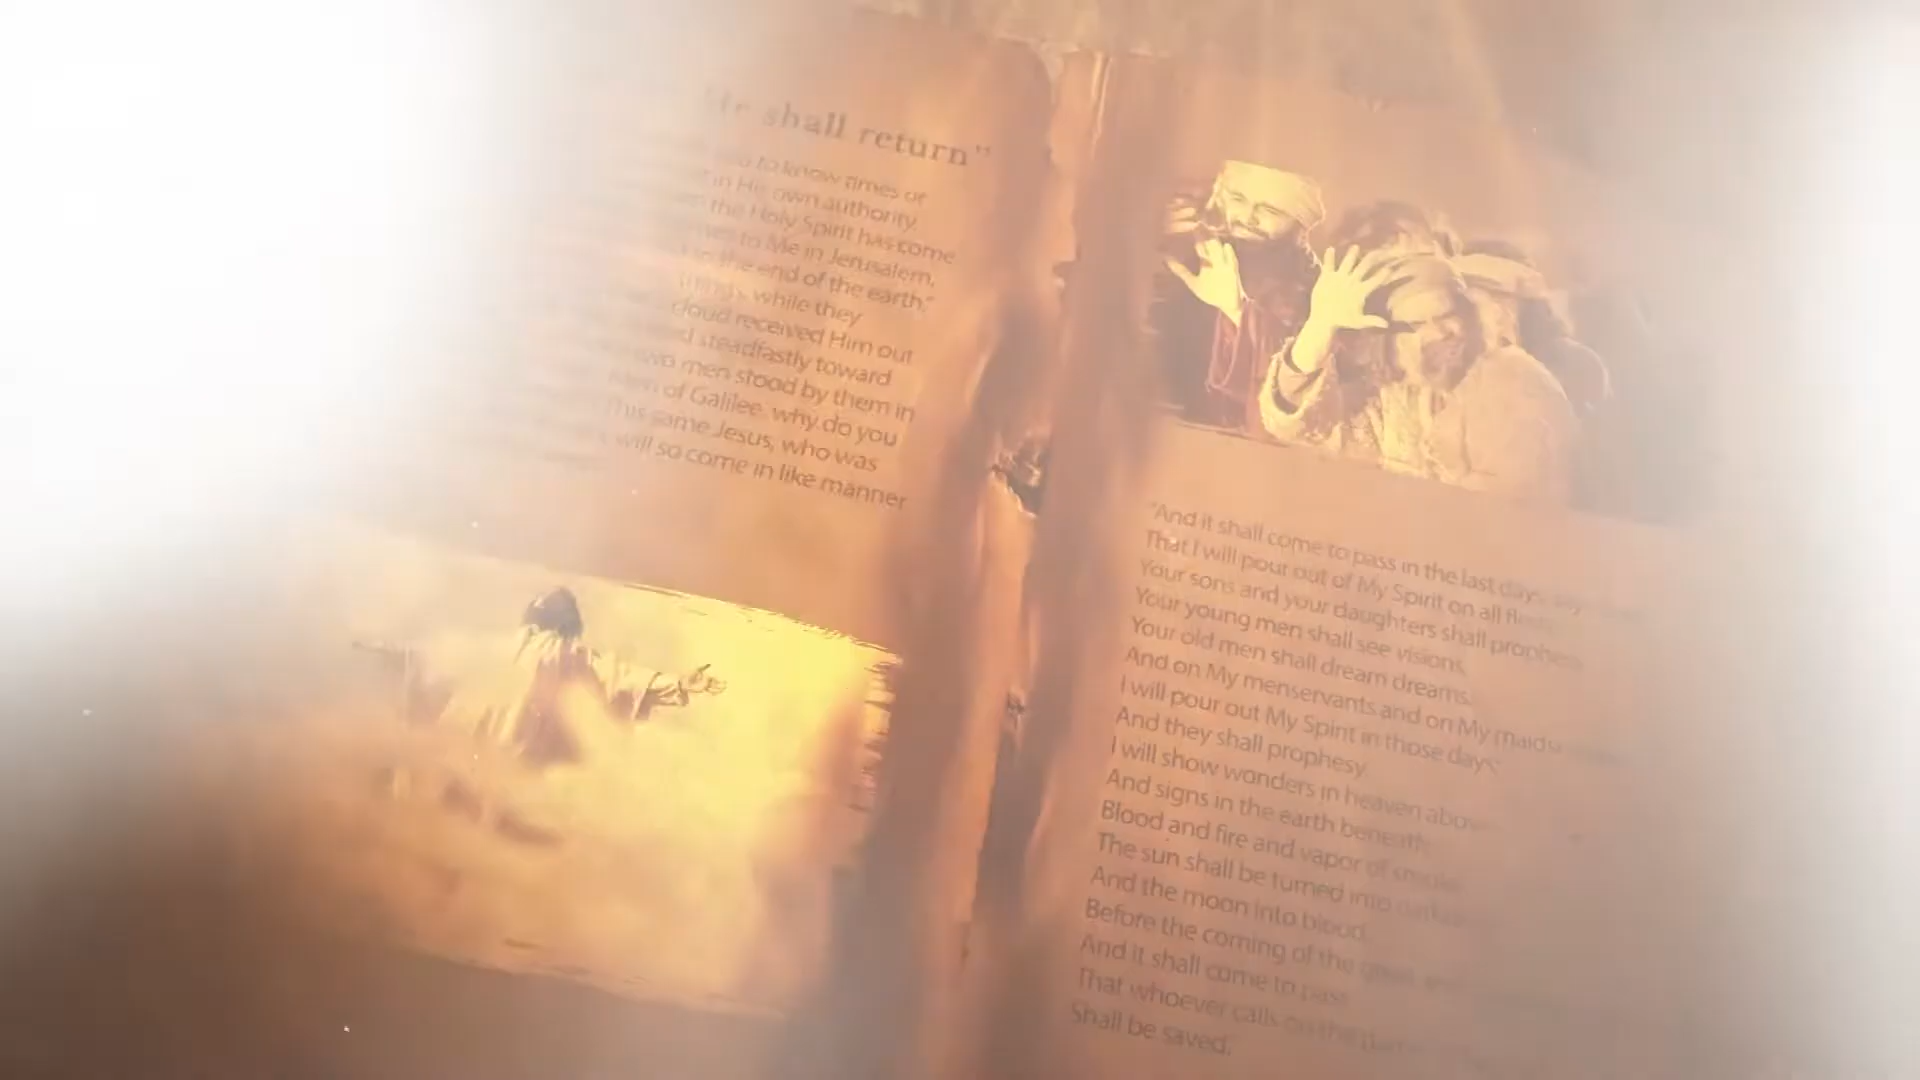 shall return"
to know times or
in His own authority.
the Holy Spirit has come
to Me in Jerusalem,
the end of the earth."
while they
cloud received Him out
steadfastly toward
two men stood by them in
of Galilee, why do you
This same Jesus, who was
will so come in like manner
"And it shall come to pass in the last days,
That I will pour out of My Spirit on all
Your sons and your daughters shall prophesy
Your young men shall see visions,
Your old men shall dream dreams.
And on My menservants and on My
I will pour out My Spirit in those days;
And they shall prophesy.
I will show wonders in heaven above
And signs in the earth beneath:
Blood and fire and vapor of smoke.
The sun shall be turned into
And the moon into blood,
Before the coming of the great
And it shall come to pass
That whoever calls on the name
Shall be saved.'